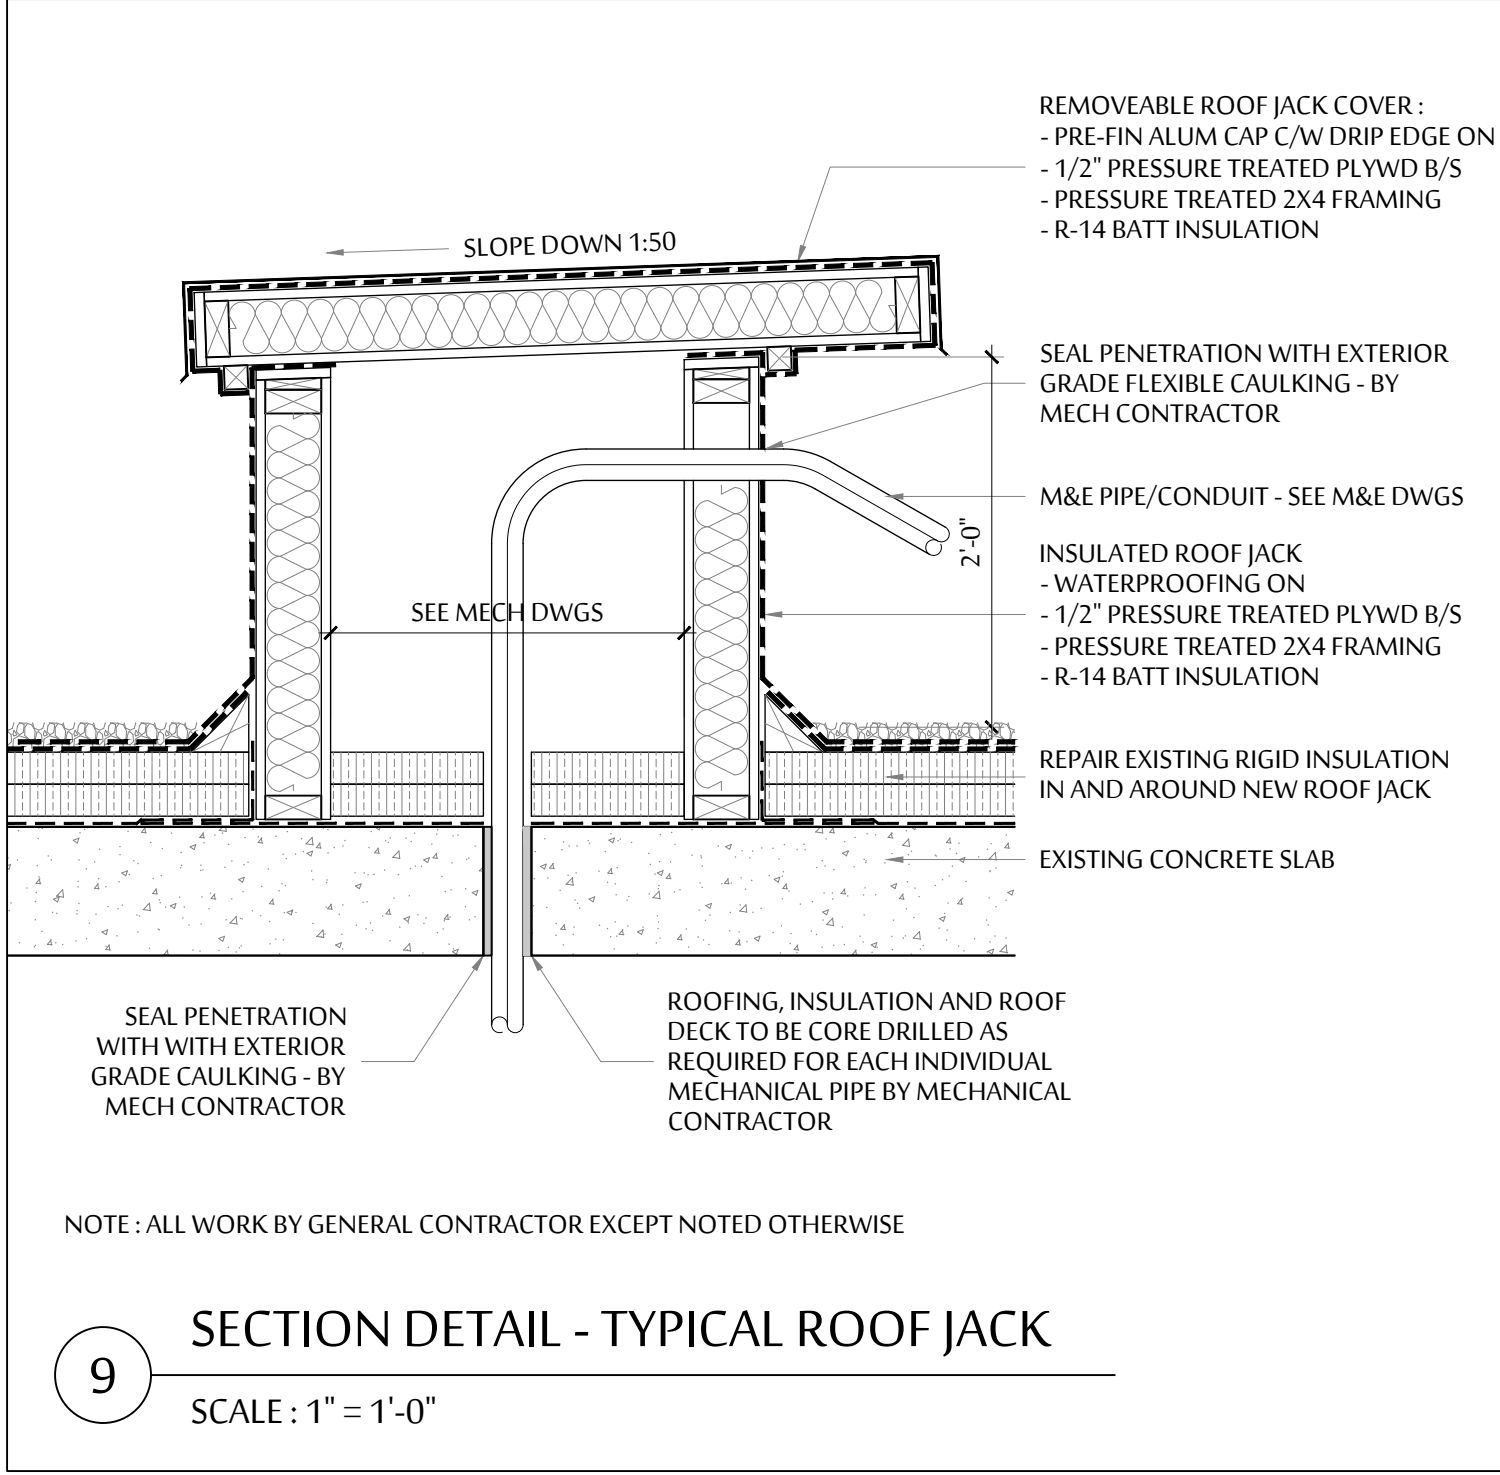 REMOVEABLE ROOF JACK COVER :
- PRE-FIN ALUM CAP C/W DRIP EDGE ON
- 1/2" PRESSURE TREATED PLYWD B/S
- PRESSURE TREATED 2X4 FRAMING
- R-14 BATT INSULATION
SLOPE DOWN 1:50
SEAL PENETRATION WITH EXTERIOR
GRADE FLEXIBLE CAULKING - BY
MECH CONTRACTOR
M&E PIPE/CONDUIT - SEE M&E DWGS
2'-0"
INSULATED ROOF JACK
- WATERPROOFING ON
- 1/2" PRESSURE TREATED PLYWD B/S
- PRESSURE TREATED 2X4 FRAMING
- R-14 BATT INSULATION
SEE MECH DWGS
REPAIR EXISTING RIGID INSULATION
IN AND AROUND NEW ROOF JACK
EXISTING CONCRETE SLAB
SEAL PENETRATION
WITH WITH EXTERIOR
GRADE CAULKING - BY
MECH CONTRACTOR
ROOFING, INSULATION AND ROOF
DECK TO BE CORE DRILLED AS
REQUIRED FOR EACH INDIVIDUAL
MECHANICAL PIPE BY MECHANICAL
CONTRACTOR
NOTE : ALL WORK BY GENERAL CONTRACTOR EXCEPT NOTED OTHERWISE
SECTION DETAIL - TYPICAL ROOF JACK
9
SCALE : 1" = 1'-0"